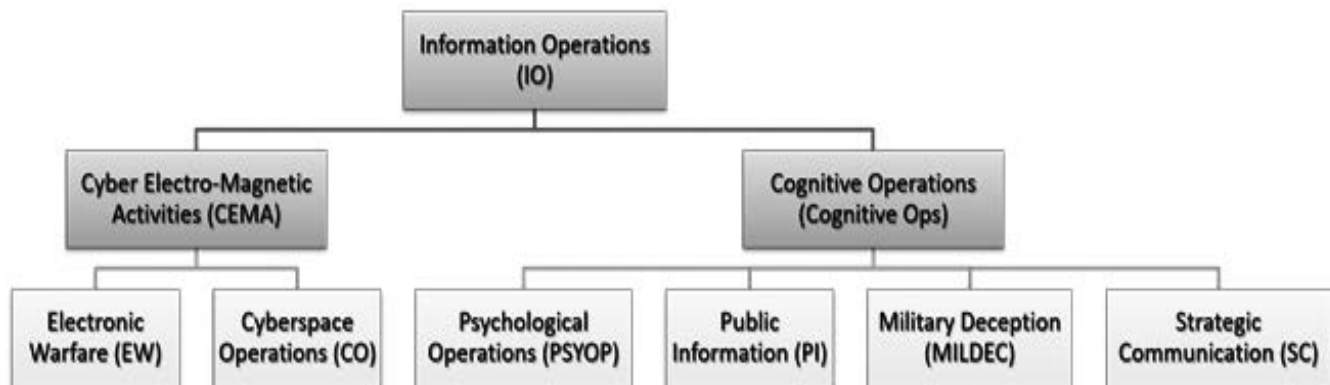 Information Operations
(IO)
Cyber Electro-Magnetic
Activities (CEMA)
Cognitive Operations
(Cognitive Ops)
Electronic
Warfare (EW)
Cyberspace
Operations (CO)
Psychological
Operations (PSYOP)
Public
Information (PI)
Military Deception
(MILDEC)
Strategic
Communication (SC)